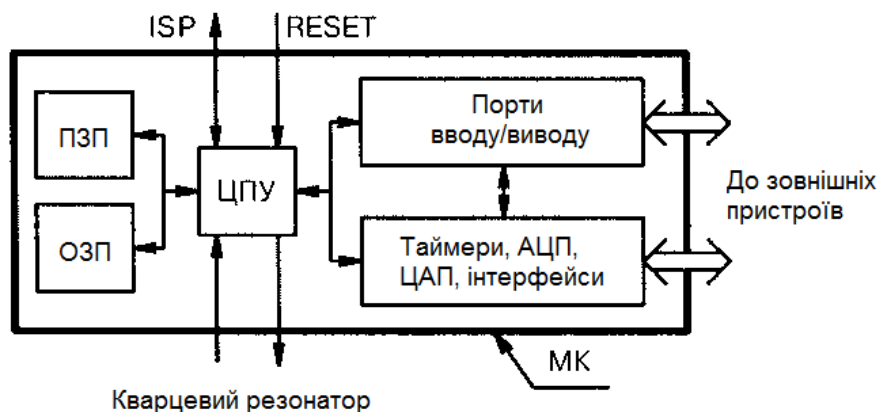 ISP
RESET
ПЗП
ОЗП
ЦПУ
Порти
вводу/виводу
Таймери, АЦП,
ЦАП, інтерфейси
До зовнішніх
пристроїв
МК
Кварцевий резонатор